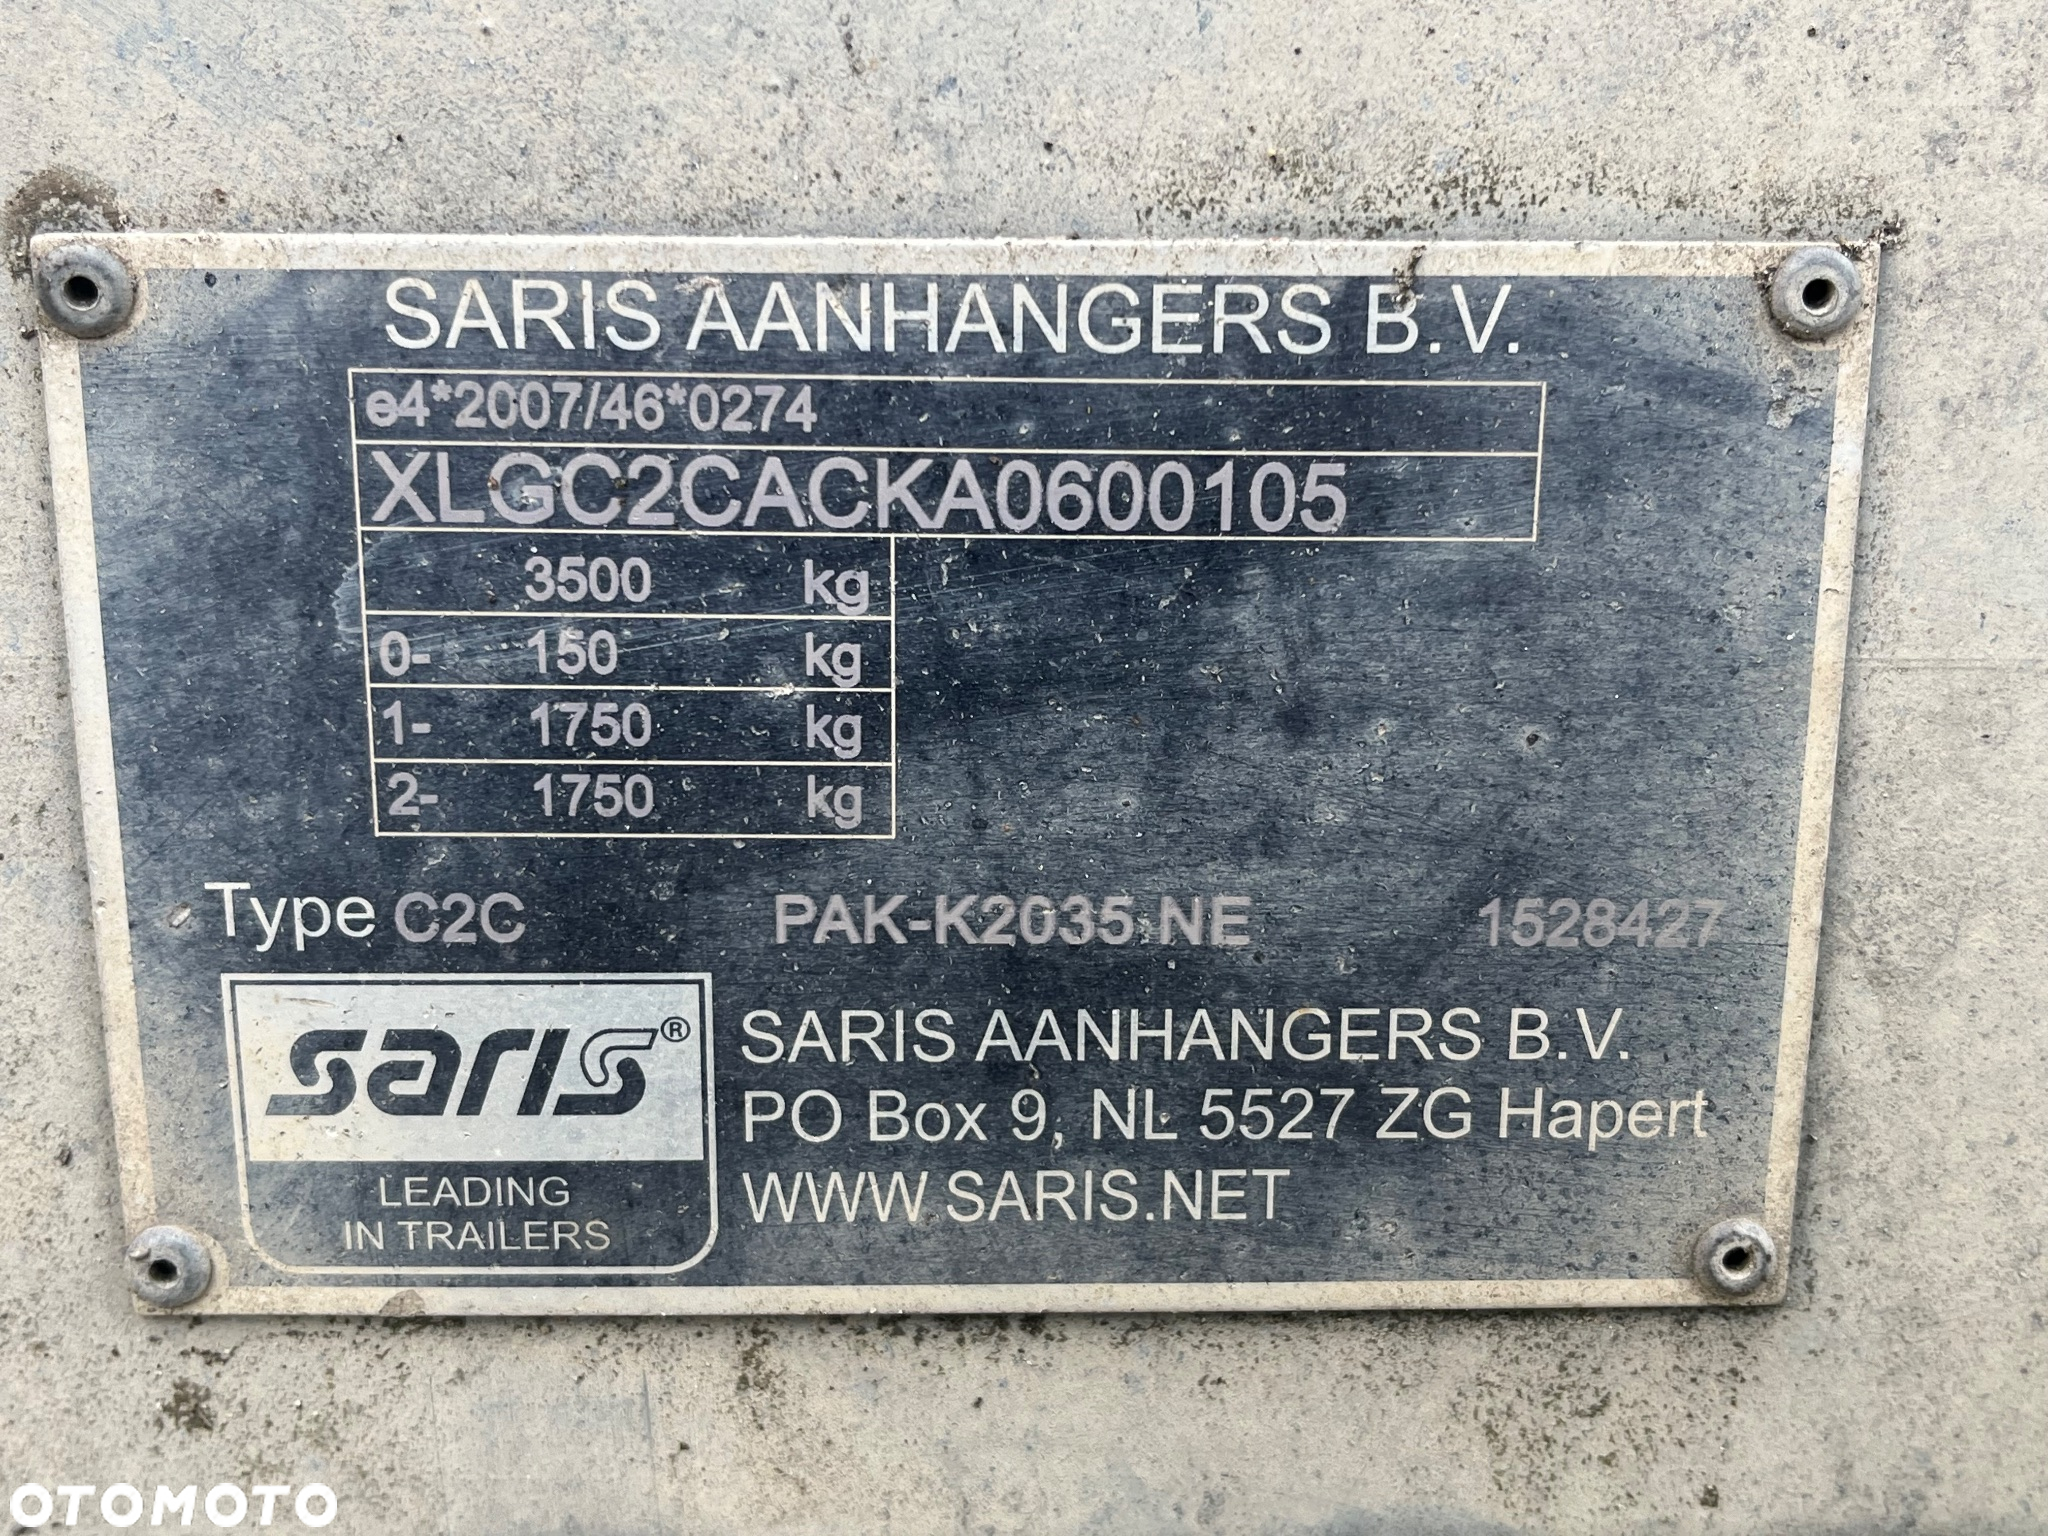 SARIS AANHANGERS B.V.
e4*2007/46*0274
XLGC2CACKA0600105
3500 kg
0- 150 kg
1- 1750 kg
2- 1750 kg
Type C2C PAK-K2035 NE 1528427
saris®
LEADING
IN TRAILERS
SARIS AANHANGERS B.V.
PO Box 9, NL 5527 ZG Hapert
WWW.SARIS.NET
OTOMOTO